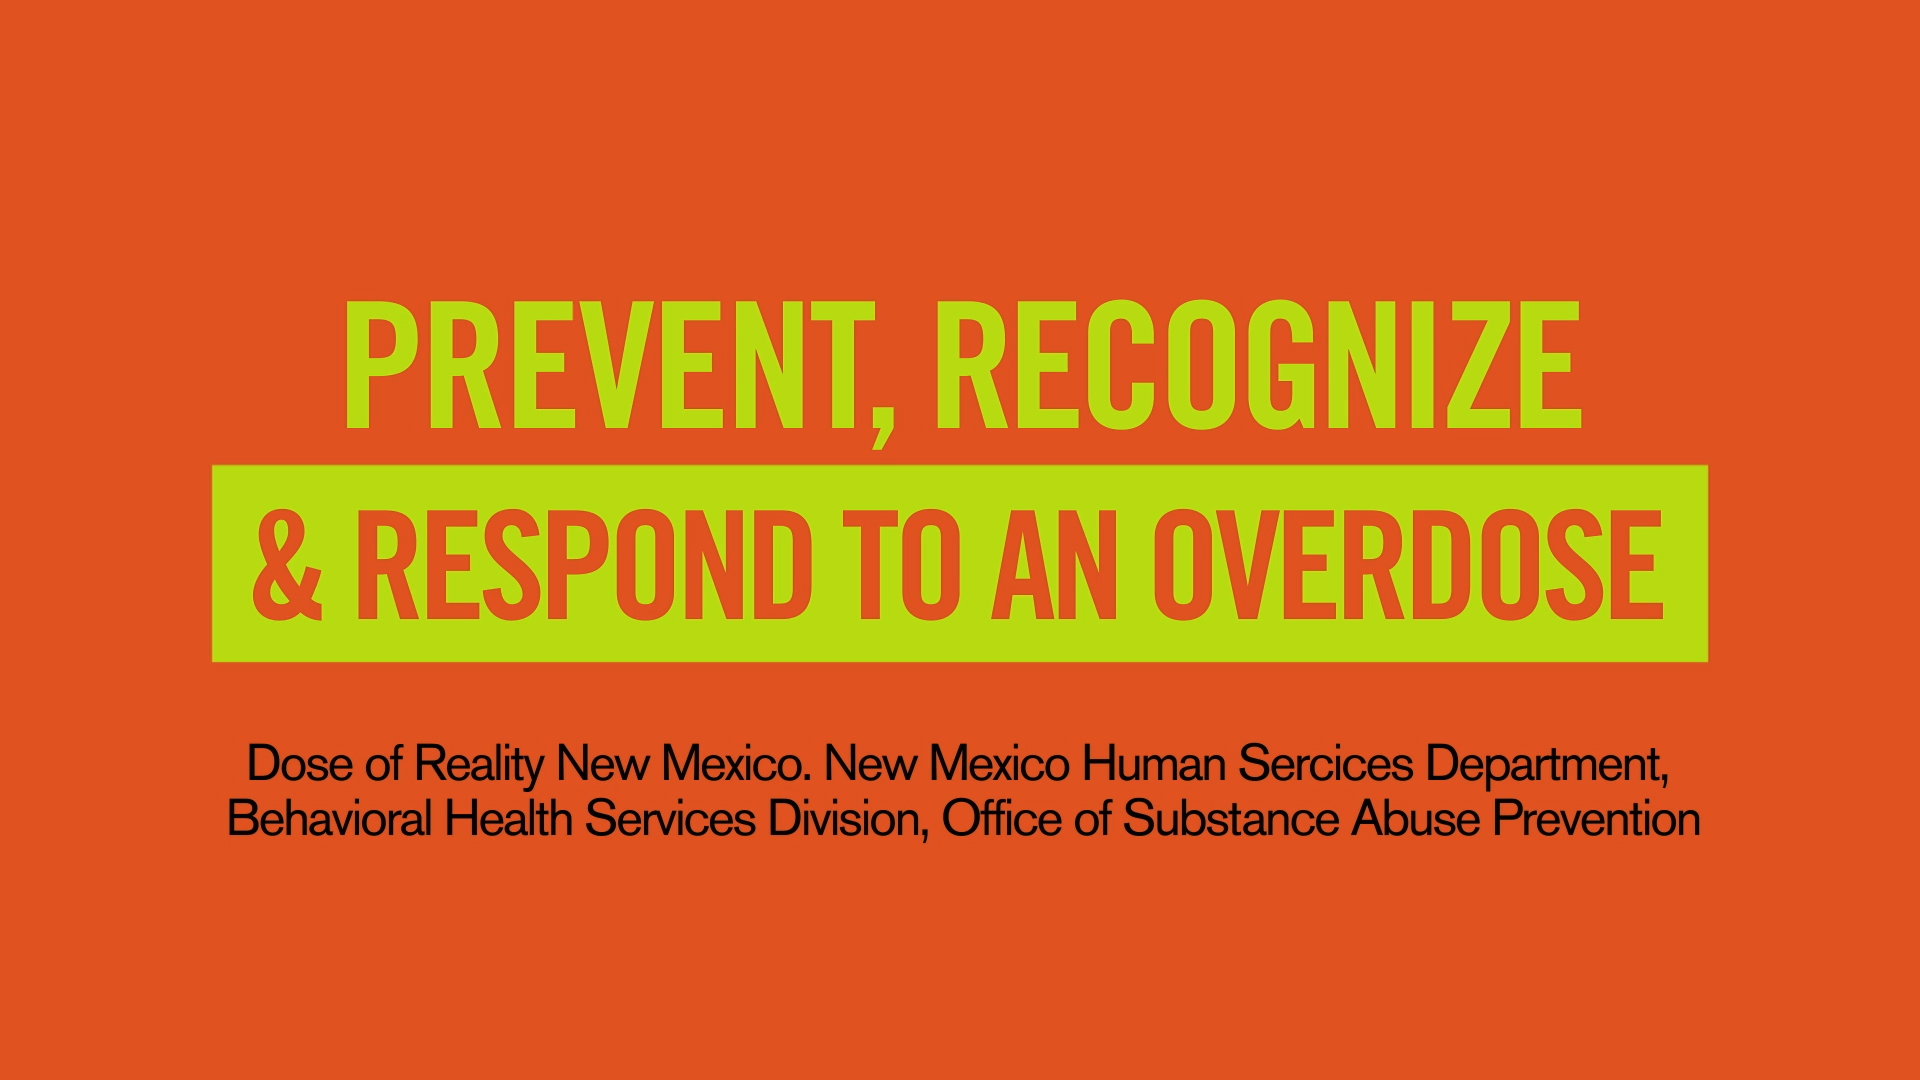 PREVENT, RECOGNIZE
& RESPOND TO AN OVERDOSE
Dose of Reality New Mexico. New Mexico Human Sercices Department,
Behavioral Health Services Division, Office of Substance Abuse Prevention